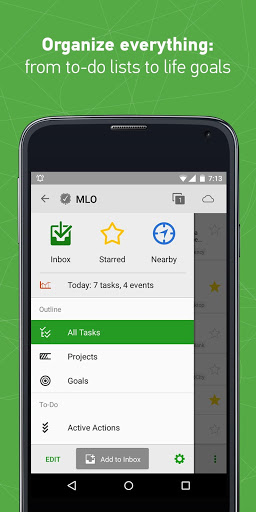 Organize everything:
from to-do lists to life goals
7:13
MLO
1
Inbox
Starred
Nearby
Today: 7 tasks, 4 events
Outline
All Tasks
Projects
Goals
To-Do
Active Actions
EDIT
Add to Inbox